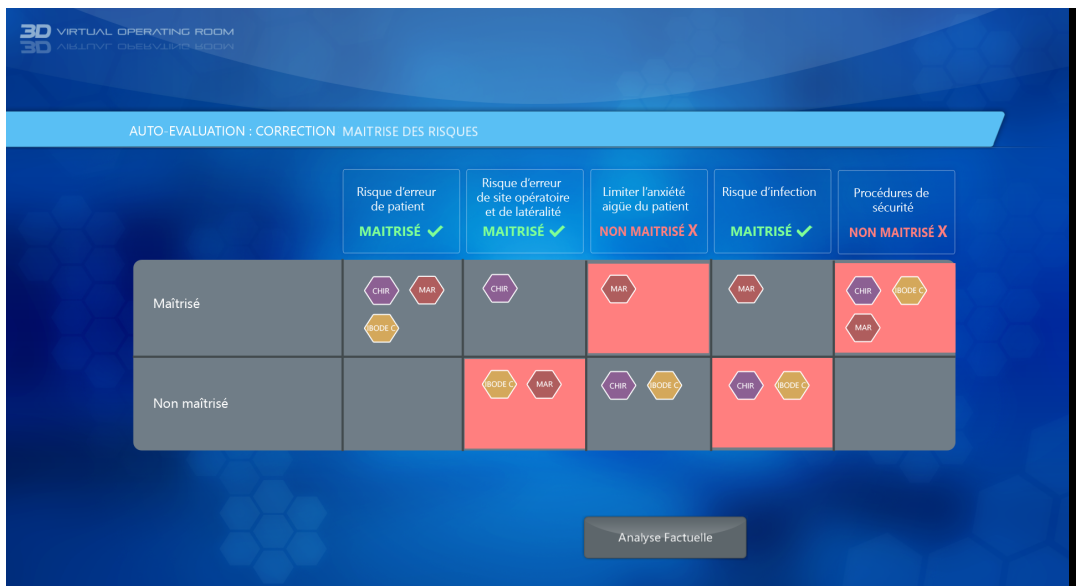 3D VIRTUAL OPERATING ROOM
AUTO-EVALUATION : CORRECTION MAITRISE DES RISQUES
Risque d'erreur
de patient
MAITRISÉ
Risque d'erreur
de site opératoire
et de latéralité
MAITRISÉ
Limiter l'anxiété
aigüe du patient
NON MAITRISÉ X
Risque d'infection
MAITRISÉ
Procédures de
sécurité
NON MAITRISÉ X
Maîtrisé
CHIR MAR
IBODE C
CHIR
MAR
MAR
CHIR IBODE C
MAR
Non maîtrisé
IBODE C MAR
CHIR IBODE C
CHIR IBODE C
Analyse Factuelle